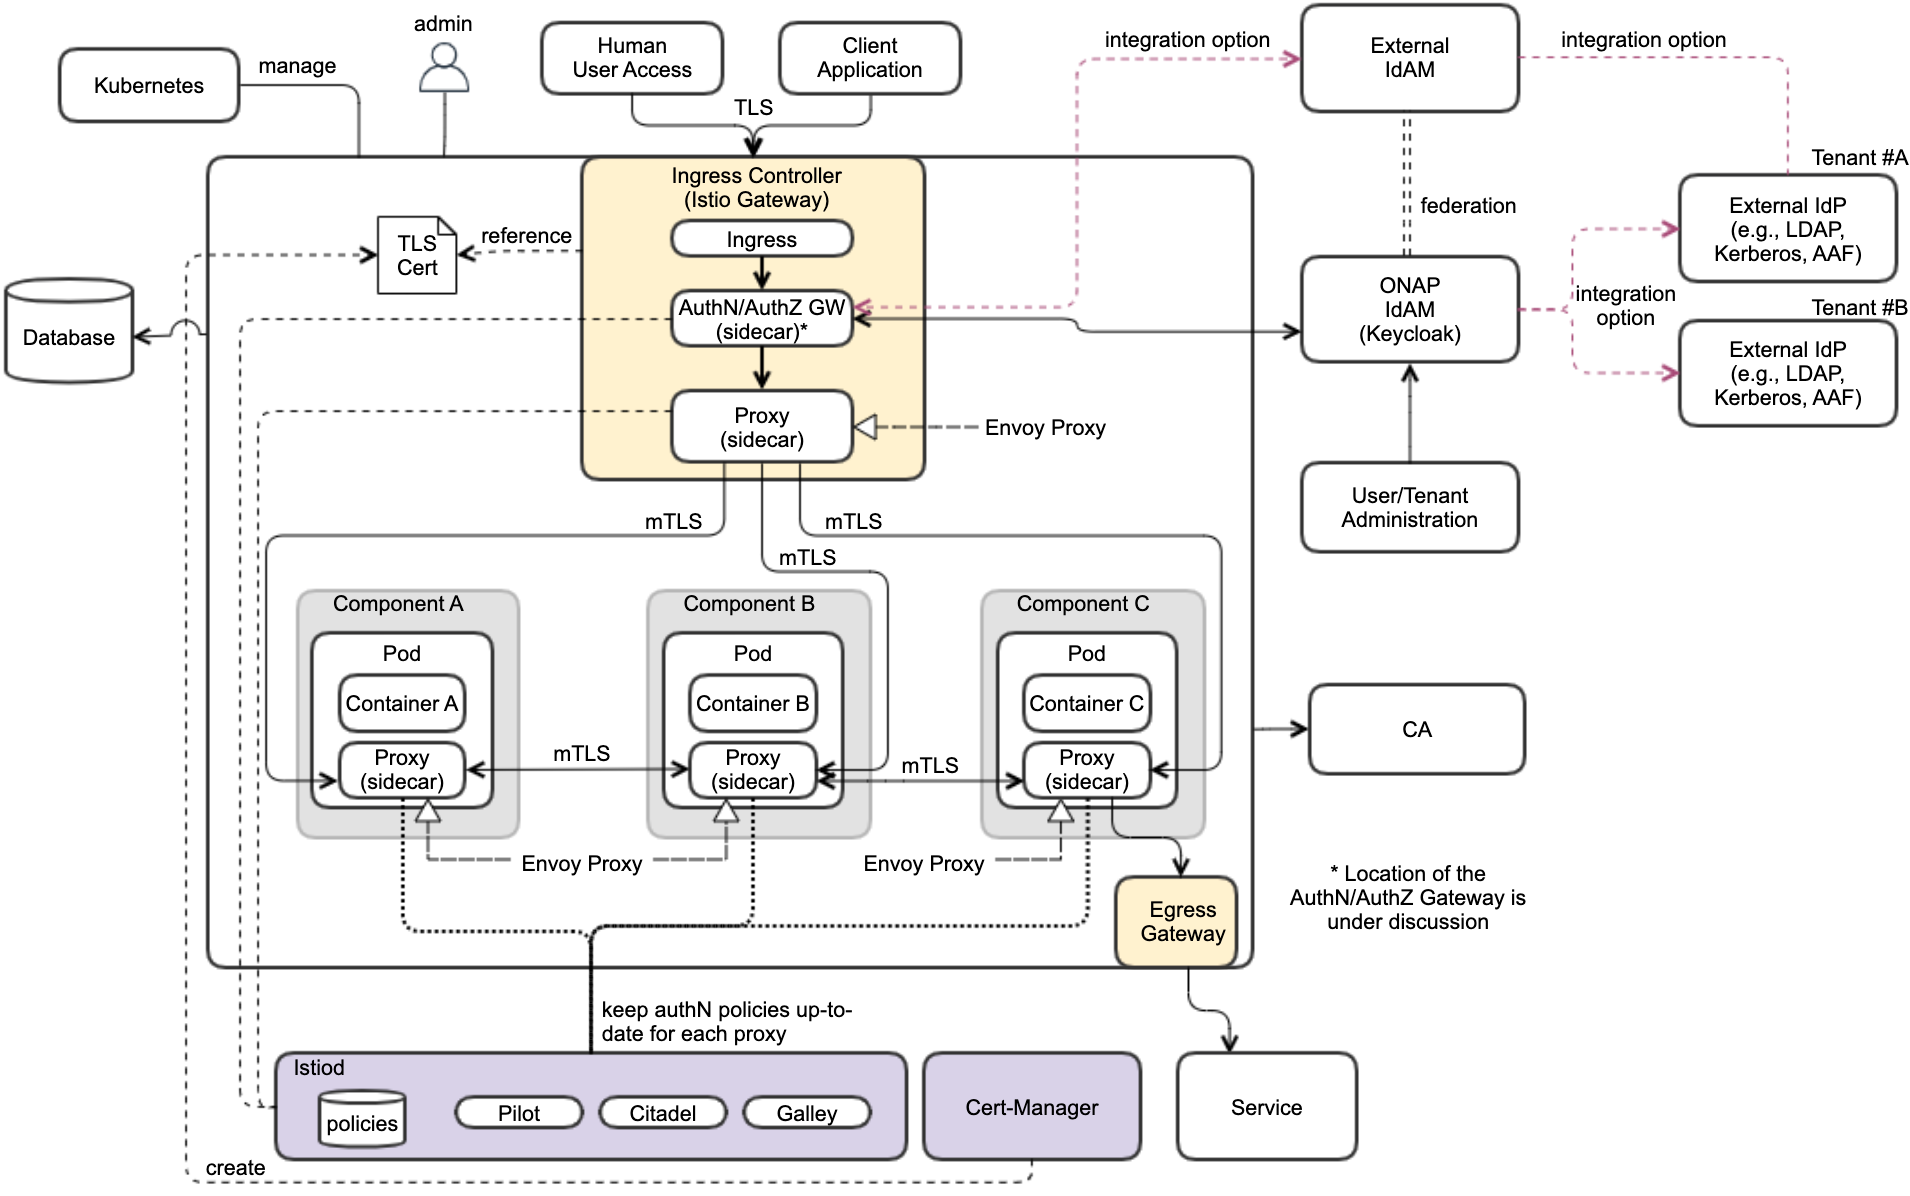 admin
Kubernetes
manage
Human
User Access
Client
Application
TLS
integration option
External
IdAM
integration option
Tenant #A
External IdP
(e.g., LDAP,
Kerberos, AAF)
federation
Ingress Controller
(Istio Gateway)
Ingress
AuthN/AuthZ GW
(sidecar)*
Proxy
(sidecar)
Envoy Proxy
TLS
Cert
reference
Database
ONAP
IdAM
(Keycloak)
integration
option
Tenant #B
External IdP
(e.g., LDAP,
Kerberos, AAF)
User/Tenant
Administration
mTLS
mTLS
mTLS
Component A
Pod
Container A
Proxy
(sidecar)
mTLS
Component B
Pod
Container B
Proxy
(sidecar)
mTLS
Component C
Pod
Container C
Proxy
(sidecar)
CA
Envoy Proxy
Envoy Proxy
Egress
Gateway
* Location of the
AuthN/AuthZ Gateway is
under discussion
keep authN policies up-to-
date for each proxy
Istiod
policies
Pilot
Citadel
Galley
Cert-Manager
Service
create